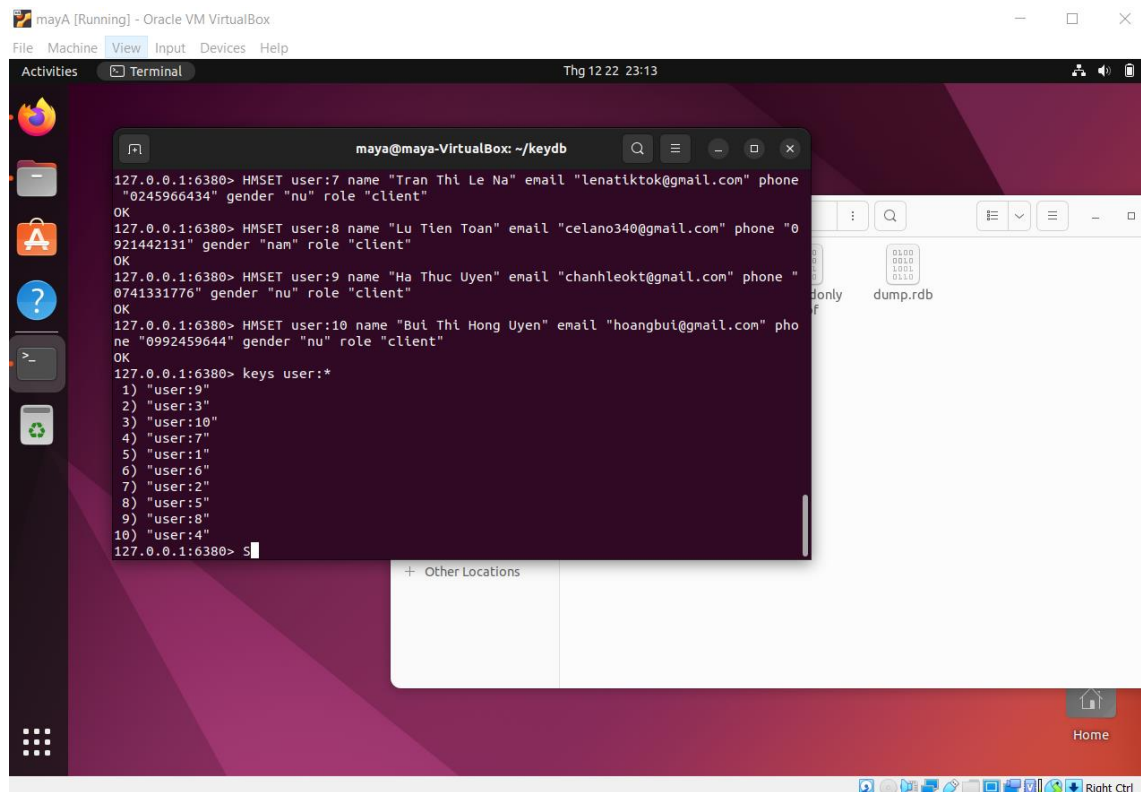 mayA [Running] - Oracle VM VirtualBox
File Machine View Input Devices Help
Activities Terminal Thg 12 22 23:13
maya@maya-VirtualBox: ~/keydb
127.0.0.1:6380> HMSET user:7 name "Tran Thi Le Na" email "lenatiktok@gmail.com" phone
"0245966434" gender "nu" role "client"
OK
127.0.0.1:6380> HMSET user:8 name "Lu Tien Toan" email "celano340@gmail.com" phone "0
921442131" gender "nam" role "client"
OK
127.0.0.1:6380> HMSET user:9 name "Ha Thuc Uyen" email "chanhleokt@gmail.com" phone "
0741331776" gender "nu" role "client"
OK
127.0.0.1:6380> HMSET user:10 name "Bui Thi Hong Uyen" email "hoangbui@gmail.com" pho
ne "0992459644" gender "nu" role "client"
OK
127.0.0.1:6380> keys user:*
1) "user:9"
2) "user:3"
3) "user:10"
4) "user:7"
5) "user:1"
6) "user:6"
7) "user:2"
8) "user:5"
9) "user:8"
10) "user:4"
127.0.0.1:6380> S
donly
dump.rdb
+ Other Locations
Home
Right Ctrl